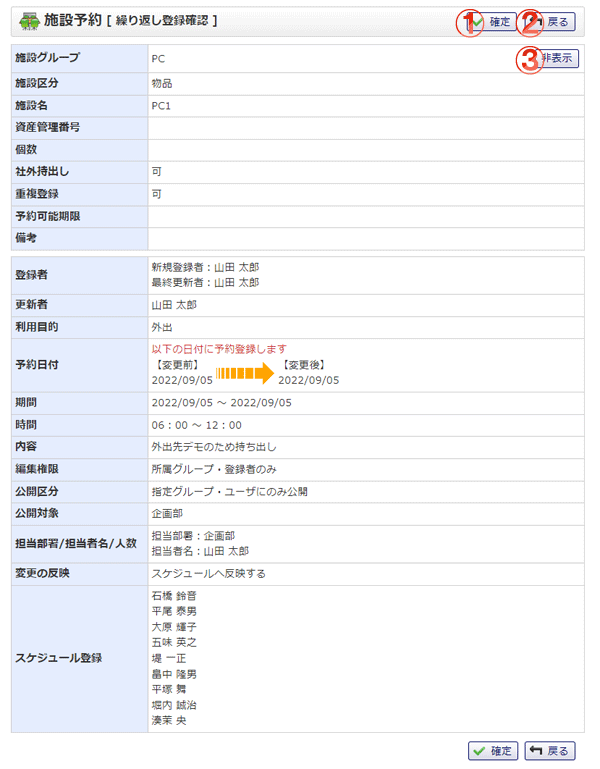 施設予約 [ 繰り返し登録確認 ]
① 確定 ② 戻る
施設グループ PC ③ 非表示
施設区分 物品
施設名 PC1
資産管理番号
個数
社外持出し 可
重複登録 可
予約可能期限
備考
登録者 新規登録者：山田 太郎
最終更新者：山田 太郎
更新者 山田 太郎
利用目的 外出
予約日付 以下の日付に予約登録します
【変更前】 【変更後】
2022/09/05 2022/09/05
期間 2022/09/05 ～ 2022/09/05
時間 06：00 ～ 12：00
内容 外出先デモのため持ち出し
編集権限 所属グループ・登録者のみ
公開区分 指定グループ・ユーザにのみ公開
公開対象 企画部
担当部署/担当者名/人数 担当部署：企画部
担当者名：山田 太郎
変更の反映 スケジュールへ反映する
スケジュール登録 石橋 鈴音
平尾 泰男
大原 輝子
五味 英之
堤 一正
畠中 隆男
平塚 舞
堀内 誠治
湊茉 央
確定 戻る